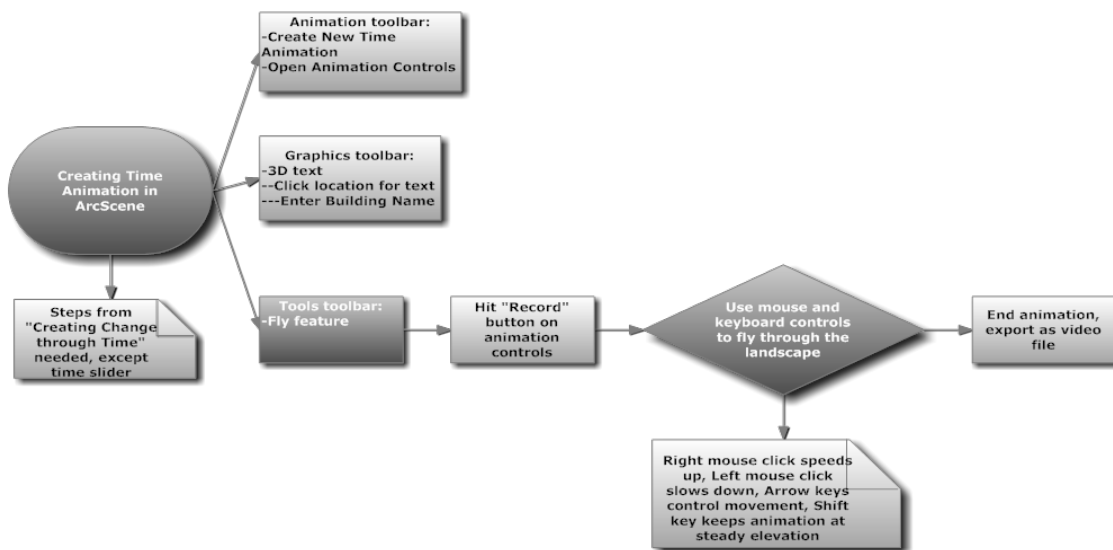 Animation toolbar:
-Create New Time
Animation
-Open Animation Controls
Graphics toolbar:
-3D text
--Click location for text
---Enter Building Name
Creating Time
Animation in
ArcScene
Steps from
"Creating Change
through Time"
needed, except
time slider
Tools toolbar:
-Fly feature
Hit "Record"
button on
animation
controls
Use mouse and
keyboard controls
to fly through the
landscape
End animation,
export as video
file
Right mouse click speeds
up, Left mouse click
slows down, Arrow keys
control movement, Shift
key keeps animation at
steady elevation